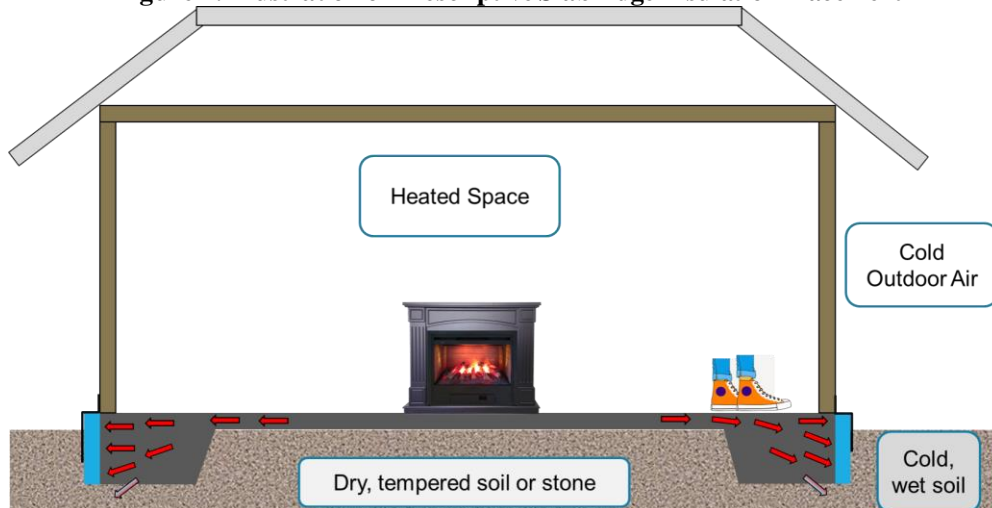 Heated Space
Cold
Outdoor Air
Dry, tempered soil or stone
Cold,
wet soil